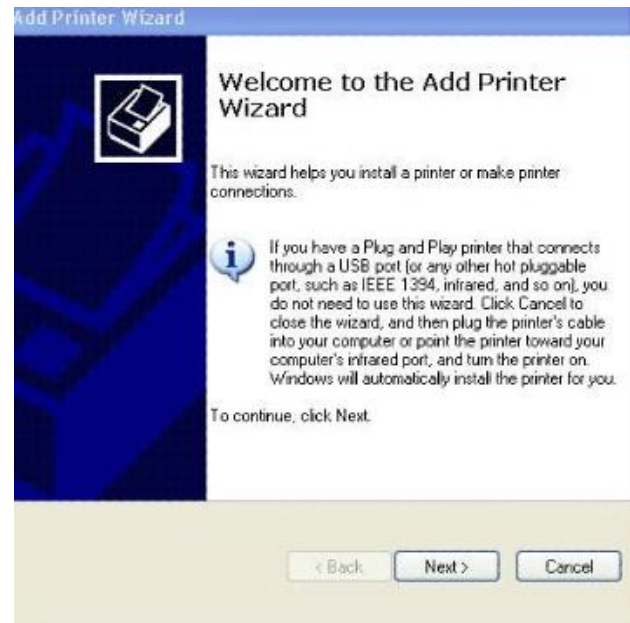 Add Printer Wizard
Welcome to the Add Printer
Wizard
This wizard helps you install a printer or make printer
connections.
If you have a Plug and Play printer that connects
through a USB port (or any other hot pluggable
port, such as IEEE 1394, infrared, and so on), you
do not need to use this wizard. Click Cancel to
close the wizard, and then plug the printer's cable
into your computer or point the printer toward your
computer's infrared port, and turn the printer on.
Windows will automatically install the printer for you.
To continue, click Next.
< Back Next > Cancel